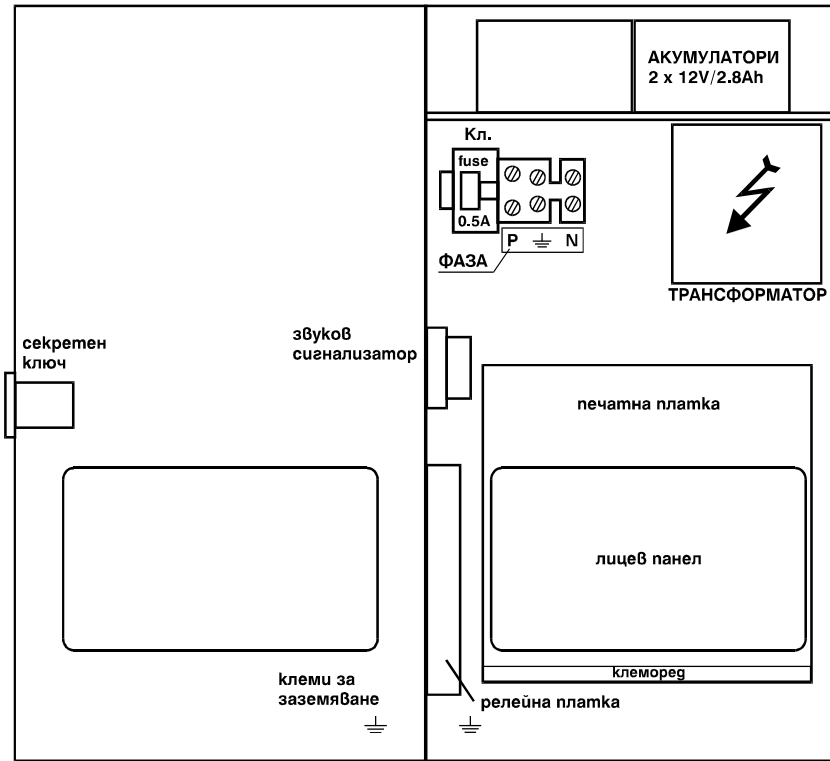 АКУМУЛАТОРИ
2 x 12V/2.8Ah
Кл.
fuse
0.5A
P
N
ФАЗА
ТРАНСФОРМАТОР
секретен
ключ
звуков
сигнализатор
печатна платка
лицев панел
клеморед
клеми за
заземяване
релейна платка